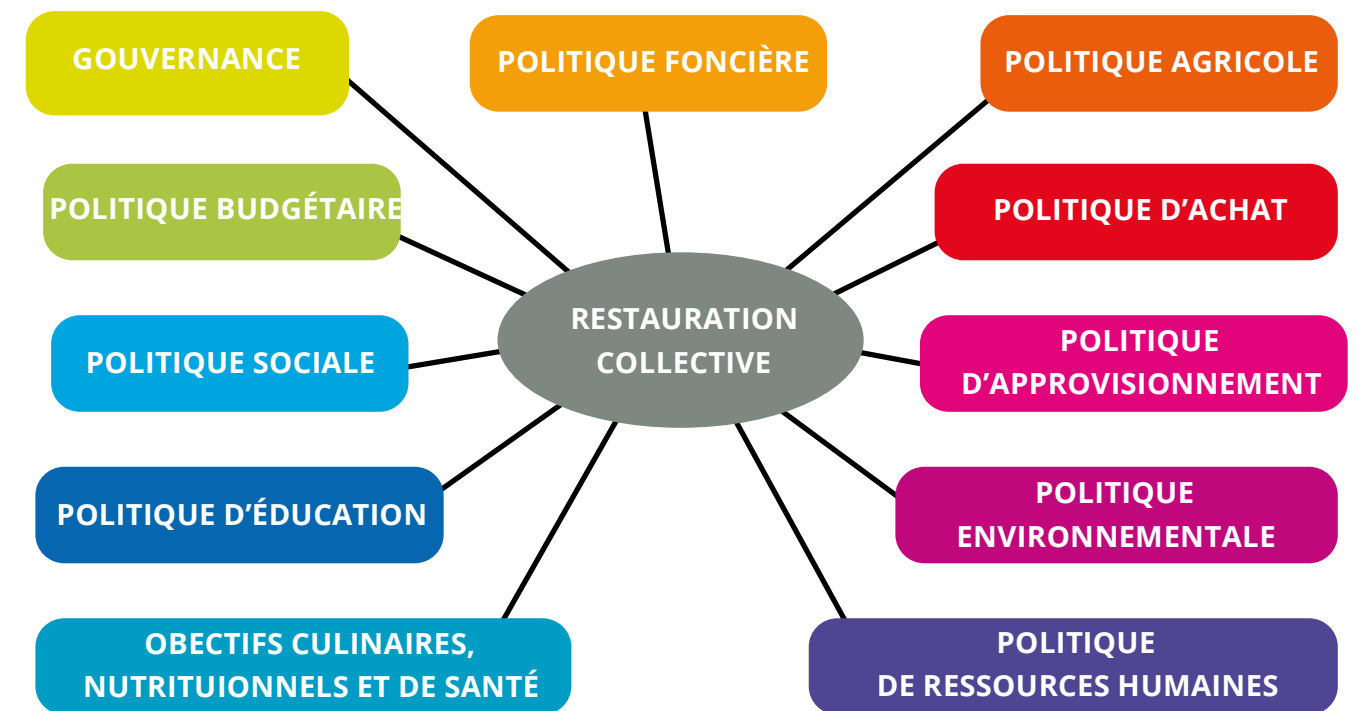 GOUVERNANCE
POLITIQUE FONCIÈRE
POLITIQUE AGRICOLE
POLITIQUE BUDGÉTAIRE
POLITIQUE D’ACHAT
RESTAURATION
COLLECTIVE
POLITIQUE SOCIALE
POLITIQUE
D’APPROVISIONNEMENT
POLITIQUE D’ÉDUCATION
POLITIQUE
ENVIRONNEMENTALE
OBECTIFS CULINAIRES,
NUTRITUIONNELS ET DE SANTÉ
POLITIQUE
DE RESSOURCES HUMAINES